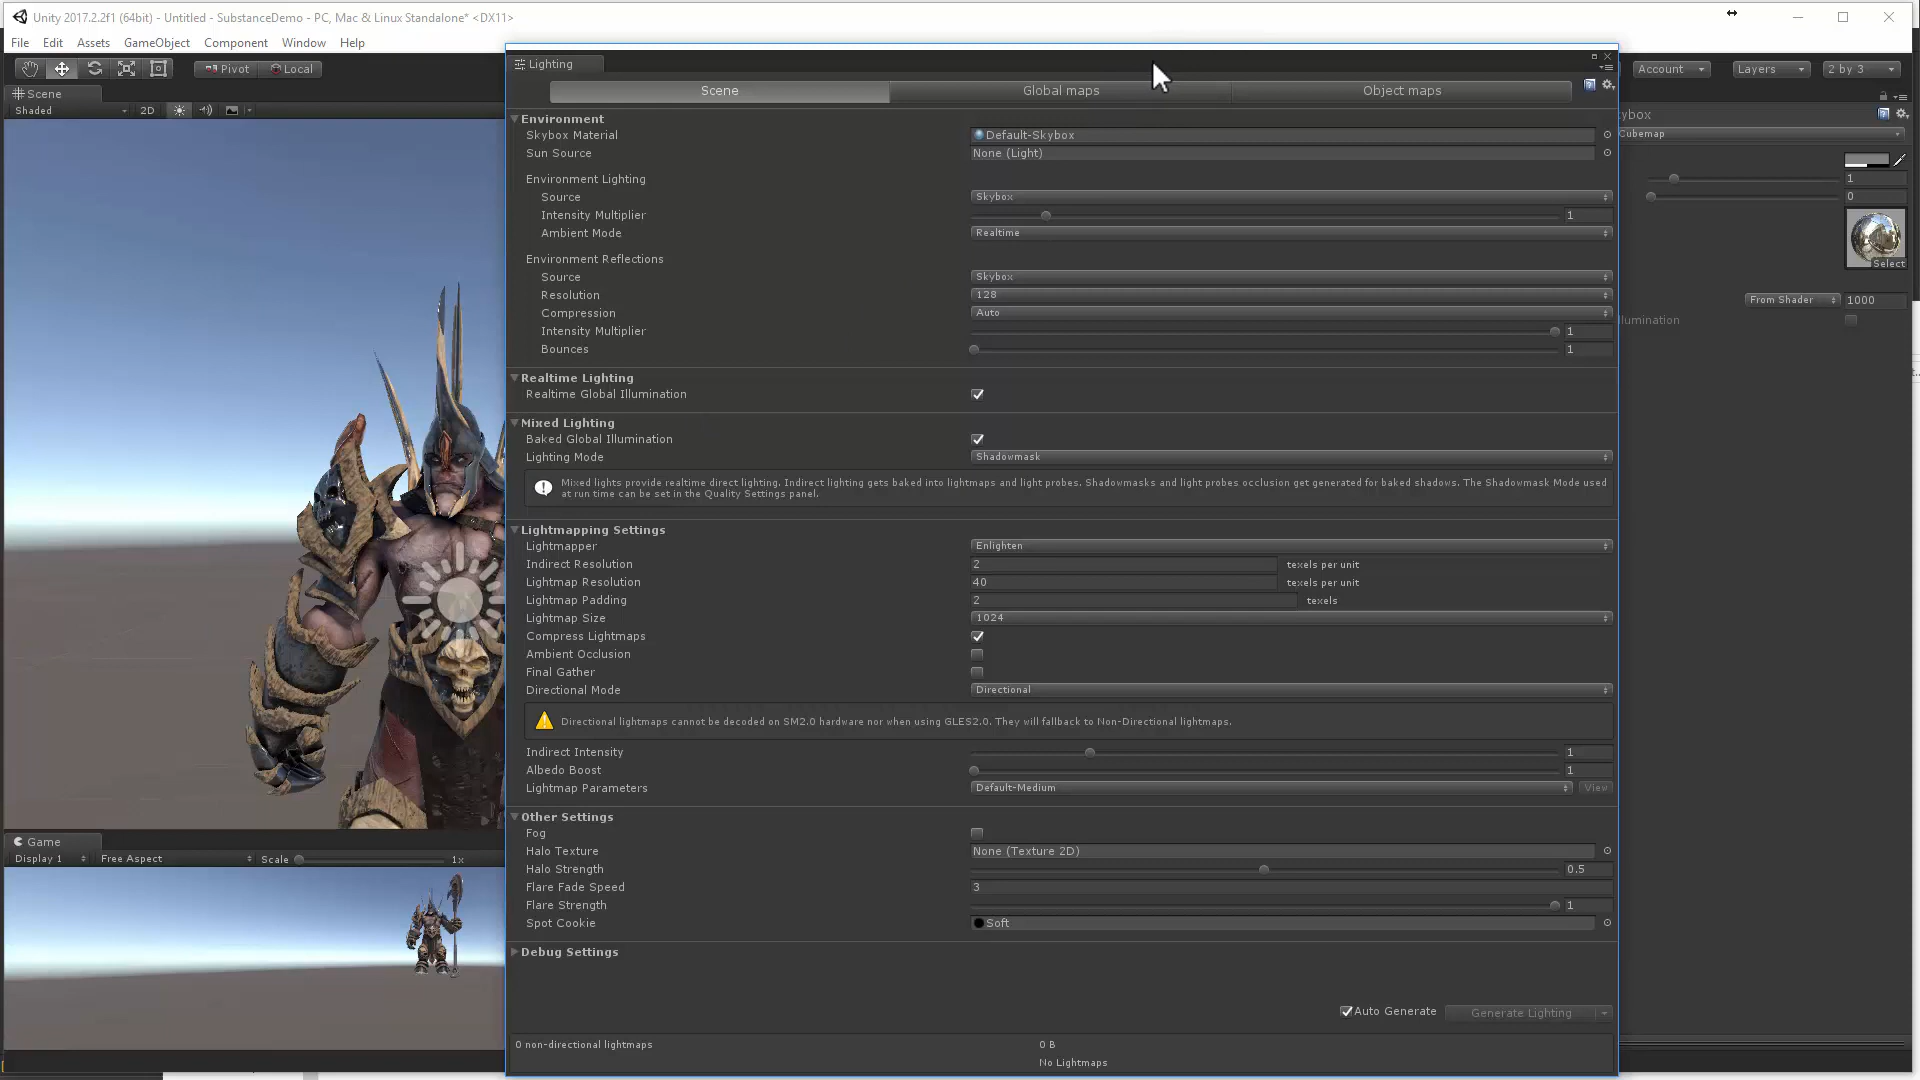 Unity 2017.2.2f1 (64bit) - Untitled - SubstanceDemo - PC, Mac & Linux Standalone* <DX11>
File Edit Assets GameObject Component Window Help
Pivot Local
Account Layers 2 by 3
Scene
Shaded 2D
Lighting
Scene Global maps Object maps
Environment
Skybox Material Default-Skybox
Sun Source None (Light)
Environment Lighting
Source Skybox
Intensity Multiplier 1
Ambient Mode Realtime
Environment Reflections
Source Skybox
Resolution 128
Compression Auto
Intensity Multiplier 1
Bounces 1
Realtime Lighting
Realtime Global Illumination
Mixed Lighting
Baked Global Illumination
Lighting Mode Shadowmask
Mixed lights provide realtime direct lighting. Indirect lighting gets baked into lightmaps and light probes. Shadowmasks and light probes occlusion get generated for baked shadows. The Shadowmask Mode used
at run time can be set in the Quality Settings panel.
Lightmapping Settings
Lightmapper Enlighten
Indirect Resolution 2 texels per unit
Lightmap Resolution 40 texels per unit
Lightmap Padding 2 texels
Lightmap Size 1024
Compress Lightmaps
Ambient Occlusion
Final Gather
Directional Mode Directional
Directional lightmaps cannot be decoded on SM2.0 hardware nor when using GLES2.0. They will fallback to Non-Directional lightmaps.
Indirect Intensity 1
Albedo Boost 1
Lightmap Parameters Default-Medium View
Other Settings
Fog
Halo Texture None (Texture 2D)
Halo Strength 0.5
Flare Fade Speed 3
Flare Strength 1
Spot Cookie Soft
Debug Settings
Auto Generate Generate Lighting
0 non-directional lightmaps 0 B
No Lightmaps
Game
Display 1 Free Aspect Scale 1x
ybox
Cubemap
1
0
Select
From Shader 1000
lumination